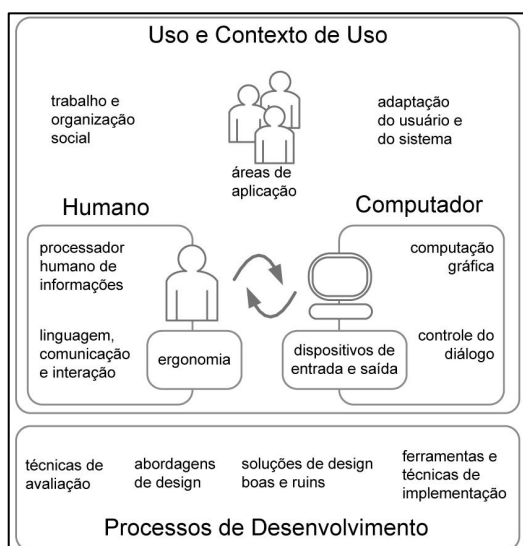 Uso e Contexto de Uso
trabalho e
organização
social
áreas de
aplicação
adaptação
do usuário e
do sistema
Humano
processador
humano de
informações
linguagem,
comunicação
e interação
ergonomia
Computador
computação
gráfica
controle do
diálogo
dispositivos de
entrada e saída
técnicas de
avaliação
abordagens
de design
soluções de design
boas e ruins
ferramentas e
técnicas de
implementação
Processos de Desenvolvimento